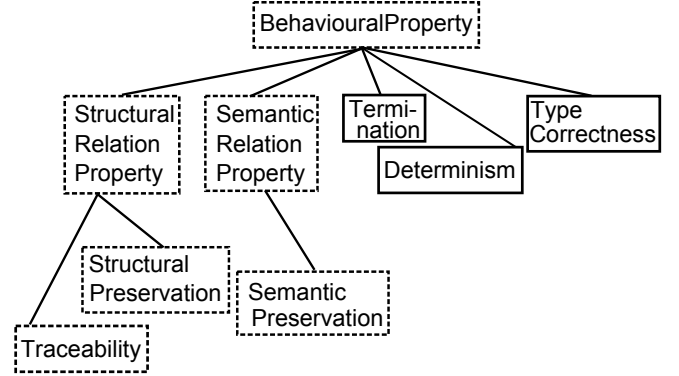 BehaviouralProperty
Structural
Relation
Property
Semantic
Relation
Property
Termi-
nation
Determinism
Type
Correctness
Structural
Preservation
Semantic
Preservation
Traceability